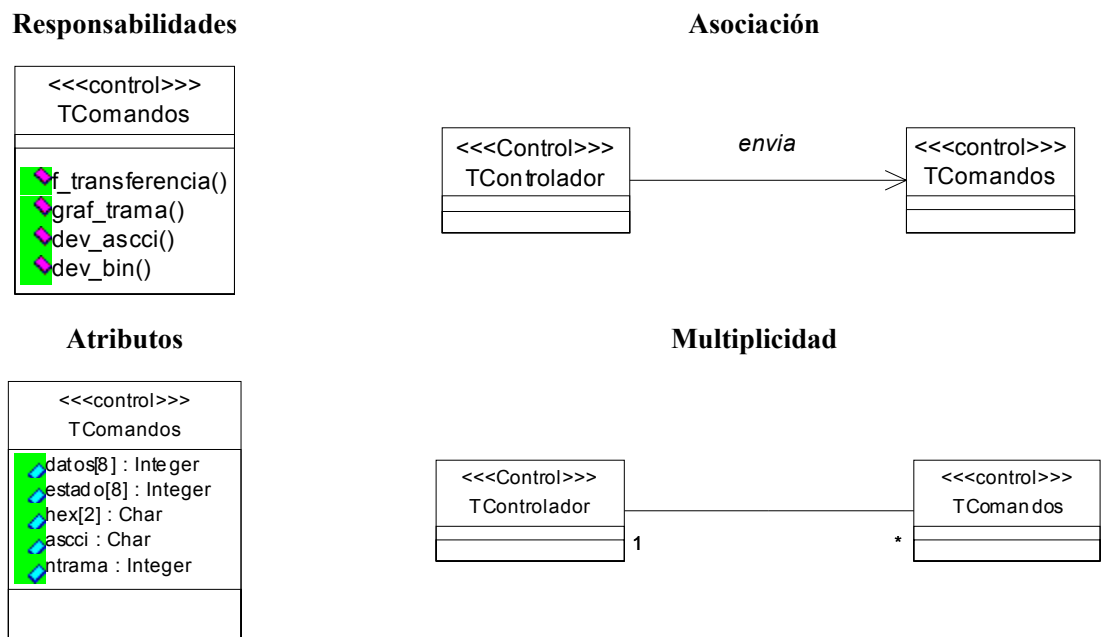 Responsabilidades
<<<control>>>
TComandos
f_transferencia()
graf_trama()
dev_ascci()
dev_bin()
Asociación
<<<Control>>>
TControlador
envia
<<<control>>>
TComandos
Atributos
<<<control>>>
TComandos
datos[8] : Integer
estado[8] : Integer
hex[2] : Char
ascci : Char
ntrama : Integer
Multiplicidad
<<<Control>>>
TControlador
1
*
<<<control>>>
TComandos